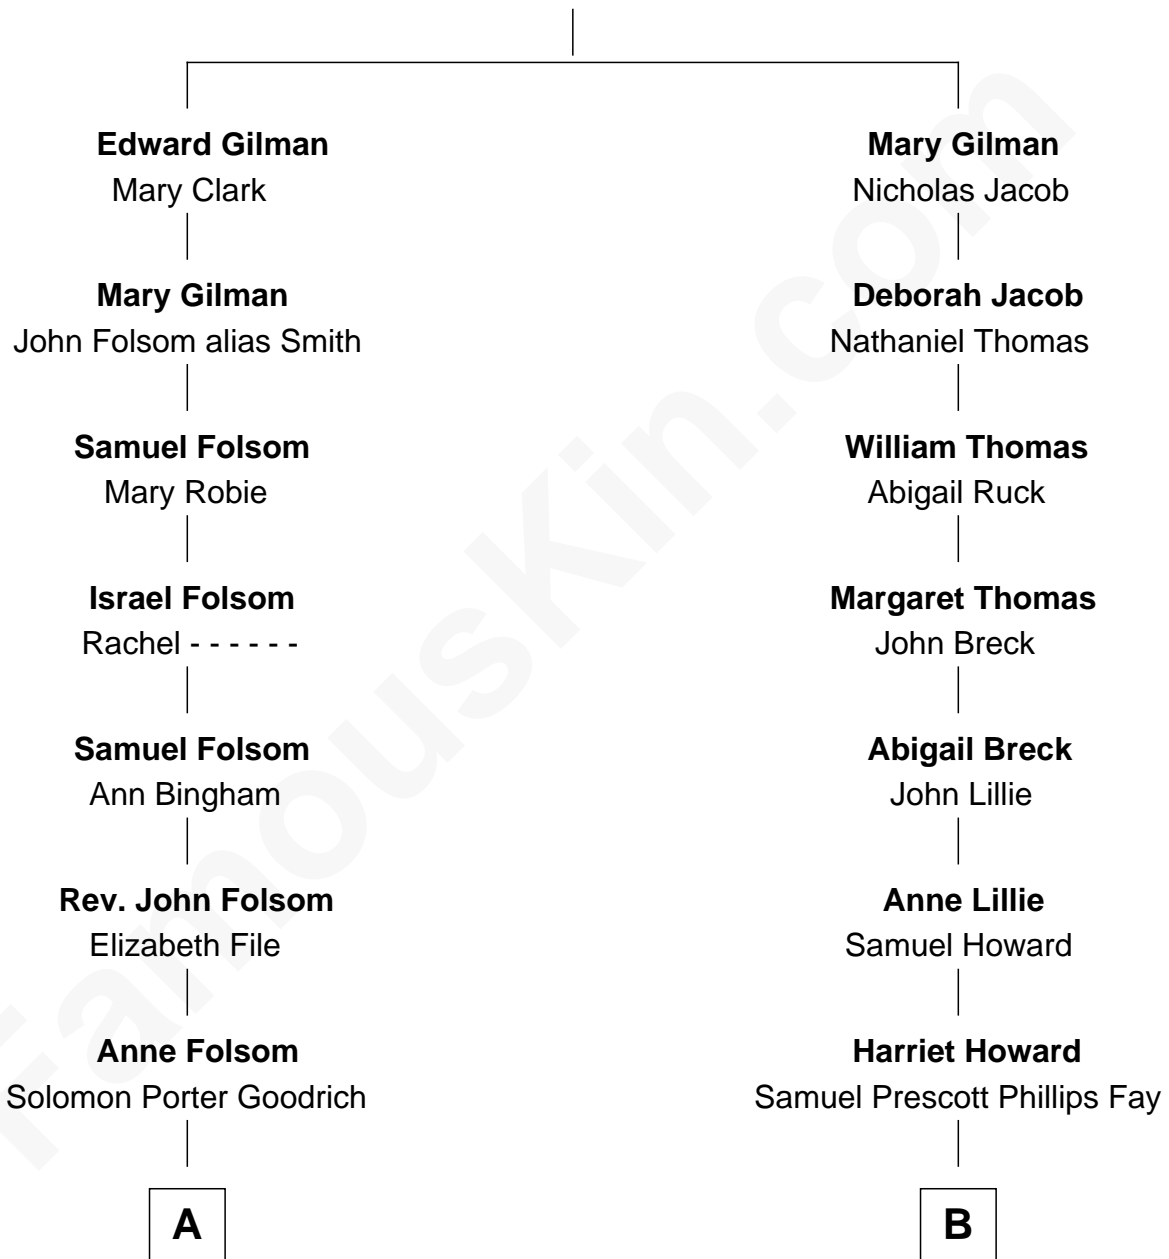 Edward Gilman
Mary Clark
Mary Gilman
John Folsom alias Smith
Samuel Folsom
Mary Robie
Israel Folsom
Rachel - - - - - -
Samuel Folsom
Ann Bingham
Rev. John Folsom
Elizabeth File
Anne Folsom
Solomon Porter Goodrich
A
Mary Gilman
Nicholas Jacob
Deborah Jacob
Nathaniel Thomas
William Thomas
Abigail Ruck
Margaret Thomas
John Breck
Abigail Breck
John Lillie
Anne Lillie
Samuel Howard
Harriet Howard
Samuel Prescott Phillips Fay
B
FamousKin.com